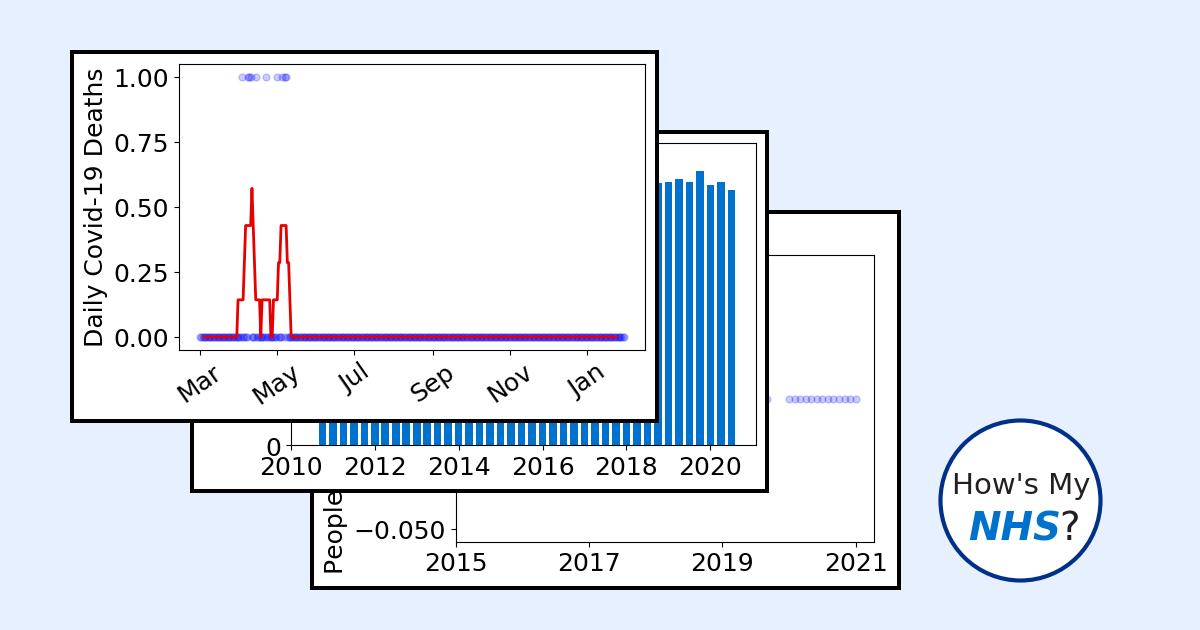 Daily Covid-19 Deaths
1.00
0.75
0.50
0.25
0.00
Mar May Jul Sep Nov Jan
0
2010 2012 2014 2016 2018 2020
People
−0.050
2015 2017 2019 2021
How's My
NHS?